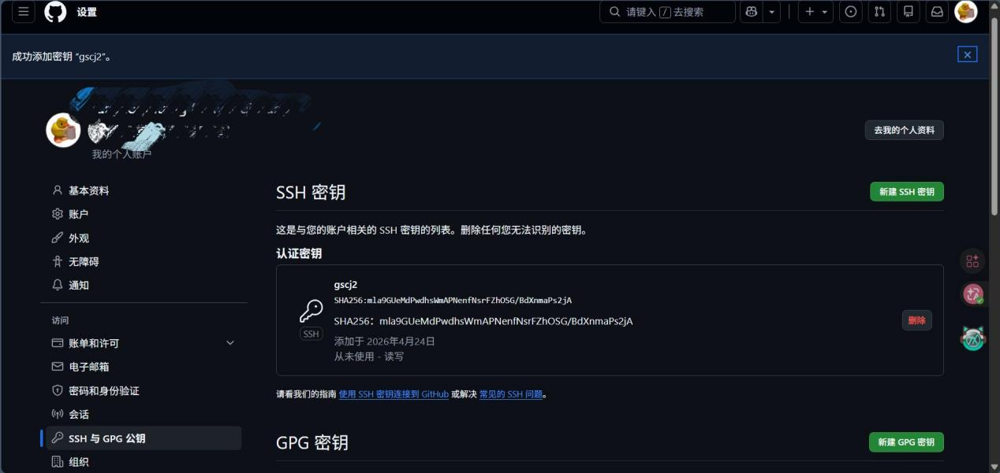 设置
请键入 / 去搜索
成功添加密钥 “gscj2”。
我的个人账户
去我的个人资料
基本资料
账户
外观
无障碍
通知
访问
账单和许可
电子邮箱
密码和身份验证
会话
SSH 与 GPG 公钥
组织
SSH 密钥
新建 SSH 密钥
这是与您的账户相关的 SSH 密钥的列表。删除任何您无法识别的密钥。
认证密钥
gscj2
SHA256:mla9GUeMdPwdhsWmAPNenfNsrFZhOSG/BdXnmaPs2jA
SHA256：mla9GUeMdPwdhsWmAPNenfNsrFZhOSG/BdXnmaPs2jA
SSH
添加于 2026年4月24日
从未使用 - 读写
删除
请看我们的指南 使用 SSH 密钥连接到 GitHub 或解决 常见的 SSH 问题。
GPG 密钥
新建 GPG 密钥